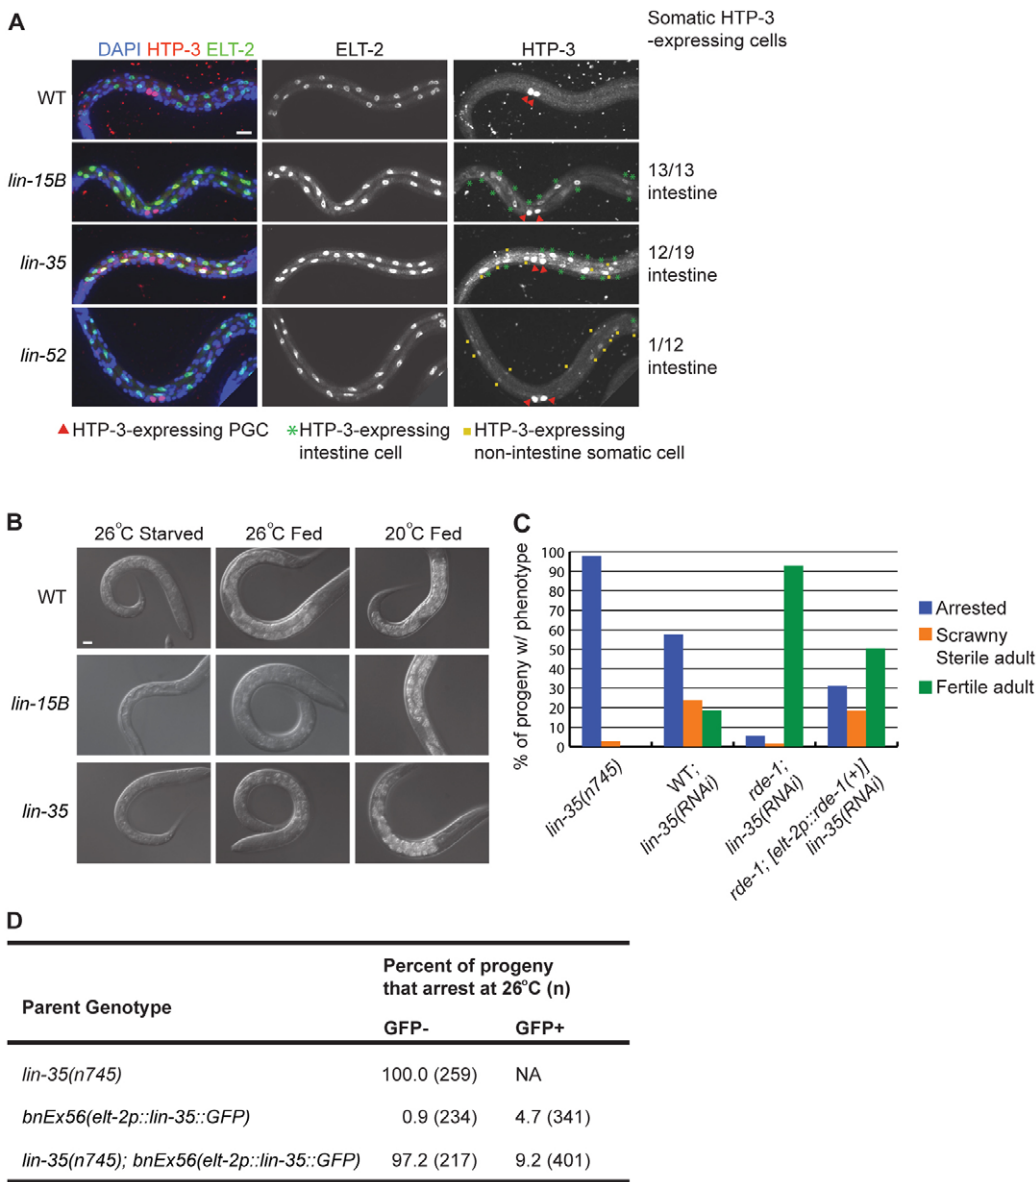 A
Somatic HTP-3
-expressing cells
DAPI HTP-3 ELT-2
ELT-2
HTP-3
WT
lin-15B
13/13
intestine
lin-35
12/19
intestine
lin-52
1/12
intestine
HTP-3-expressing PGC
*HTP-3-expressing
intestine cell
HTP-3-expressing
non-intestine somatic cell
B
26°C Starved
26°C Fed
20°C Fed
WT
lin-15B
lin-35
C
% of progeny w/ phenotype
100
90
80
70
60
50
40
30
20
10
0
lin-35(n745)
WT;
lin-35(RNAi)
rde-1;
lin-35(RNAi)
rde-1; [elt-2p::rde-1(+)]
lin-35(RNAi)
Arrested
Scrawny
Sterile adult
Fertile adult
D
Parent Genotype
Percent of progeny
that arrest at 26°C (n)
GFP-
GFP+
lin-35(n745) 100.0 (259) NA
bnEx56(elt-2p::lin-35::GFP) 0.9 (234) 4.7 (341)
lin-35(n745); bnEx56(elt-2p::lin-35::GFP) 97.2 (217) 9.2 (401)